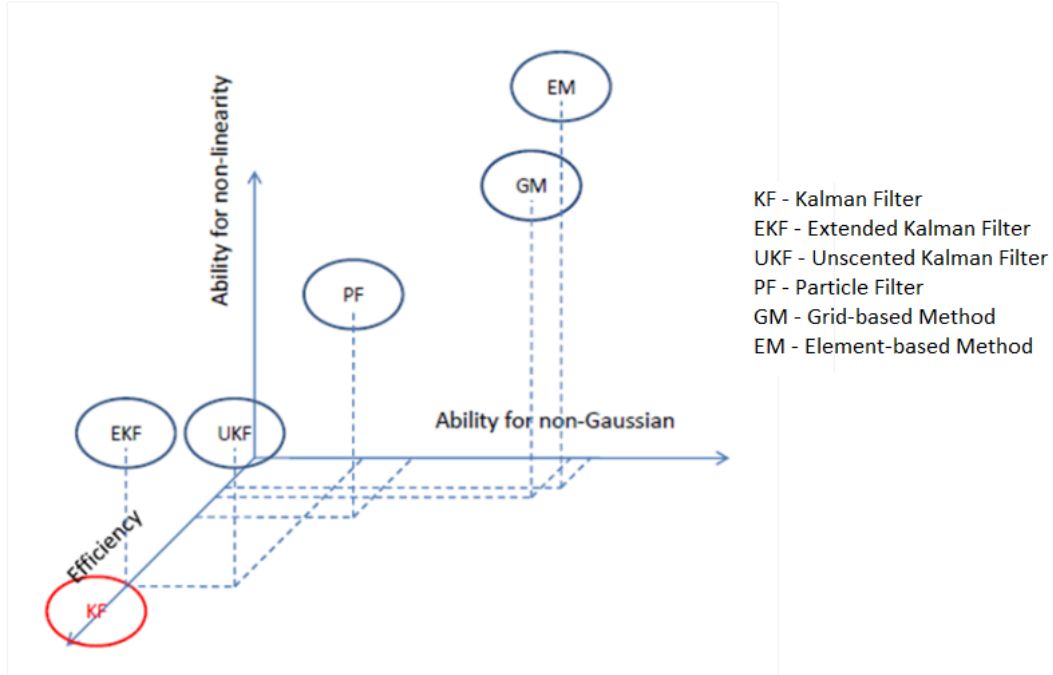 EM
Ability for non-linearity
GM
KF - Kalman Filter
EKF - Extended Kalman Filter
UKF - Unscented Kalman Filter
PF - Particle Filter
GM - Grid-based Method
EM - Element-based Method
PF
Ability for non-Gaussian
EKF
UKF
Efficiency
KF